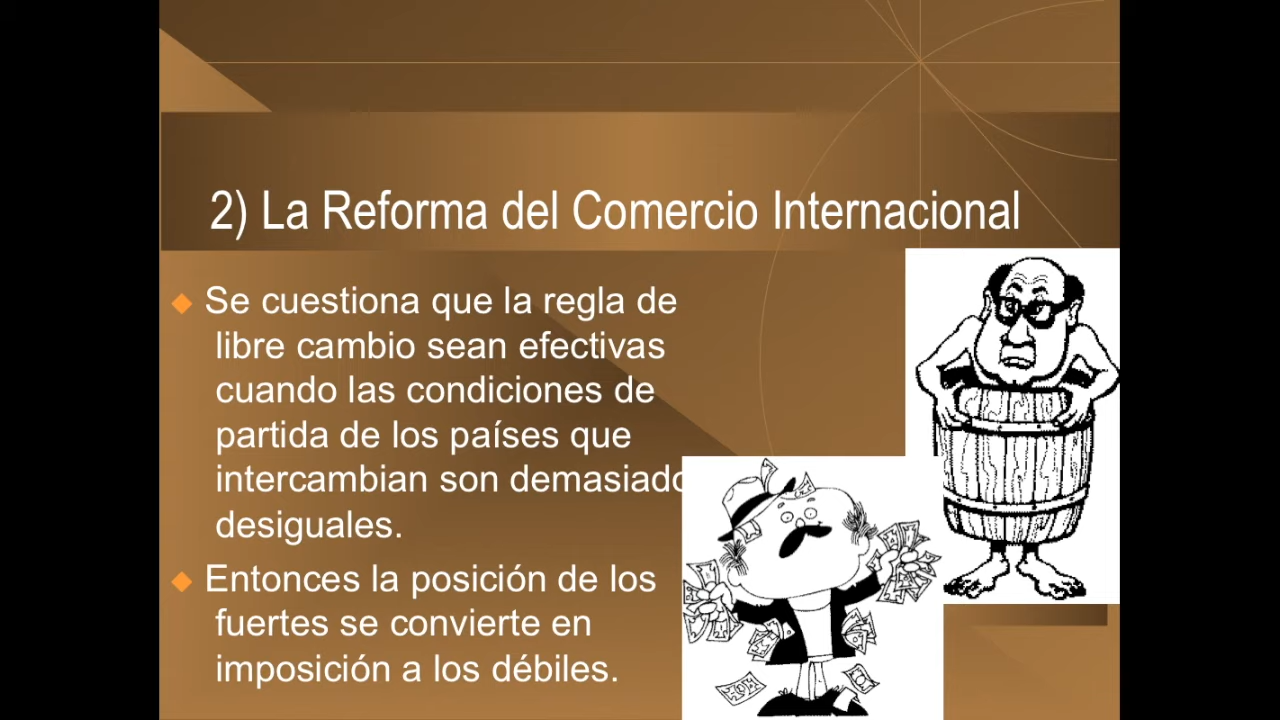 2) La Reforma del Comercio Internacional
Se cuestiona que la regla de
libre cambio sean efectivas
cuando las condiciones de
partida de los países que
intercambian son demasiado
desiguales.
Entonces la posición de los
fuertes se convierte en
imposición a los débiles.